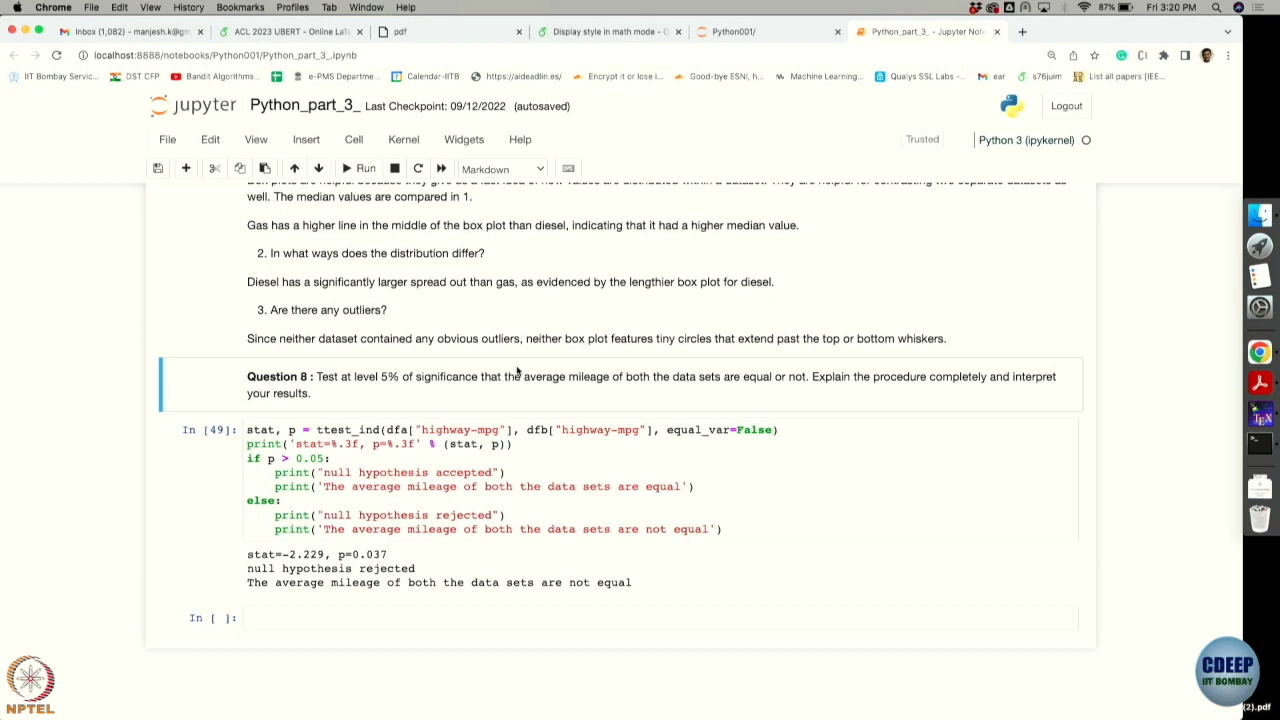 Chrome File Edit View History Bookmarks Profiles Tab Window Help 87% Fri 3:20 PM
Inbox (1,082) - manjesh.k@gm ACL 2023 UBERT - Online LaTe pdf Display style in math mode - O Python001/ Python_part_3_ - Jupyter Note
localhost:8888/notebooks/Python001/Python_part_3_.ipynb
IIT Bombay Servic... DST CFP Bandit Algorithms... e-PMS Departme... Calendar-IITB https://aideadlin.es/ Encrypt it or lose i... Good-bye ESNI, h... Machine Learning... Qualys SSL Labs -... ear s76juim List all papers [IEE...
jupyter Python_part_3_ Last Checkpoint: 09/12/2022 (autosaved) Logout
File Edit View Insert Cell Kernel Widgets Help Trusted Python 3 (ipykernel)
Run Markdown
well. The median values are compared in 1.
Gas has a higher line in the middle of the box plot than diesel, indicating that it had a higher median value.
2. In what ways does the distribution differ?
Diesel has a significantly larger spread out than gas, as evidenced by the lengthier box plot for diesel.
3. Are there any outliers?
Since neither dataset contained any obvious outliers, neither box plot features tiny circles that extend past the top or bottom whiskers.
Question 8 : Test at level 5% of significance that the average mileage of both the data sets are equal or not. Explain the procedure completely and interpret
your results.
In [49]: stat, p = ttest_ind(dfa["highway-mpg"], dfb["highway-mpg"], equal_var=False)
print('stat=%.3f, p=%.3f' % (stat, p))
if p > 0.05:
print("null hypothesis accepted")
print('The average mileage of both the data sets are equal')
else:
print("null hypothesis rejected")
print('The average mileage of both the data sets are not equal')
stat=-2.229, p=0.037
null hypothesis rejected
The average mileage of both the data sets are not equal
In [ ]:
NPTEL
CDEEP
IIT BOMBAY
(2).pdf